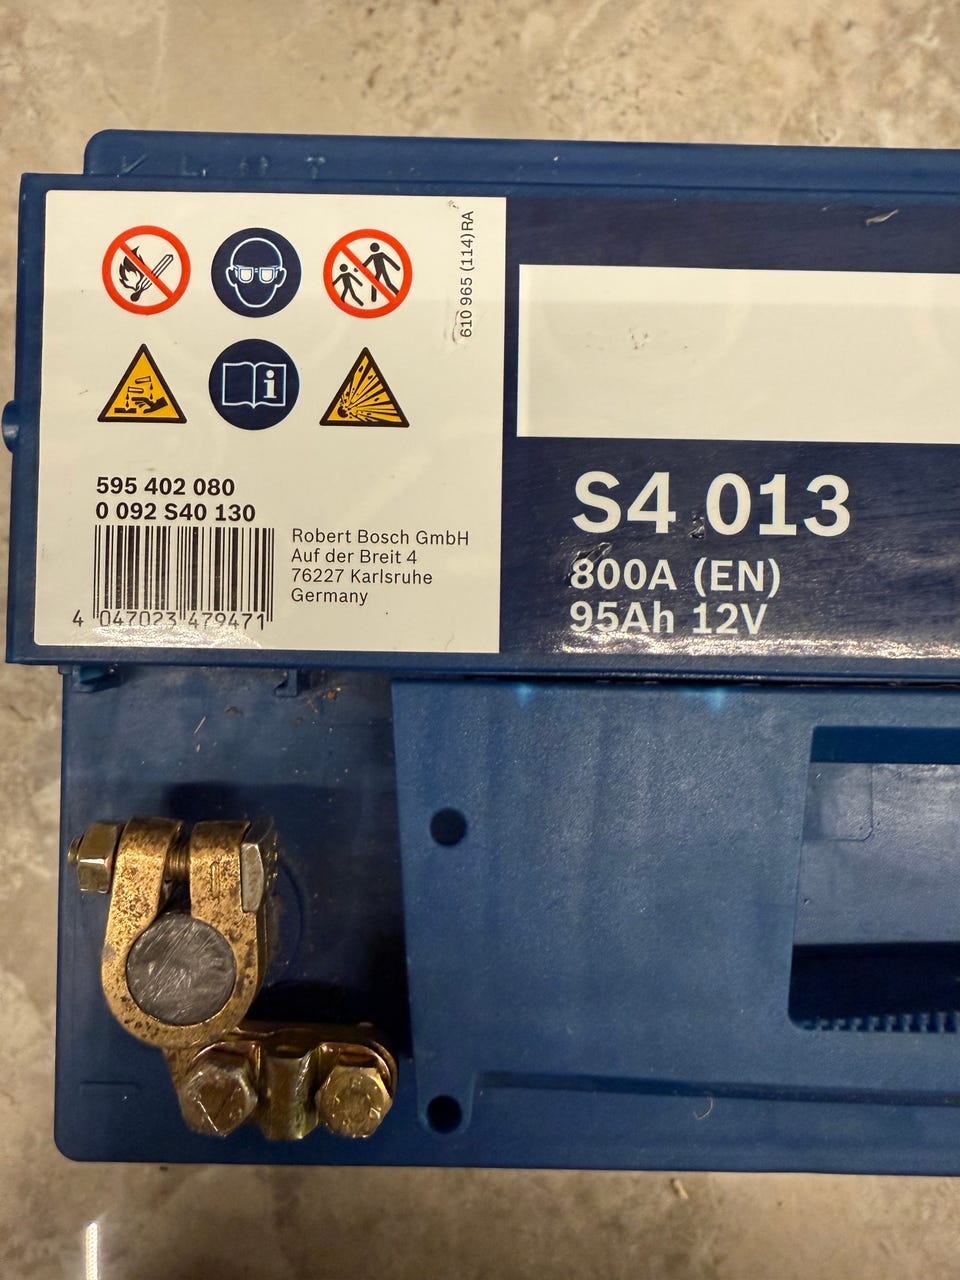 610 965 (114)RA
595 402 080
0 092 S40 130
4 047023 479471
Robert Bosch GmbH
Auf der Breit 4
76227 Karlsruhe
Germany
S4 013
800A (EN)
95Ah 12V